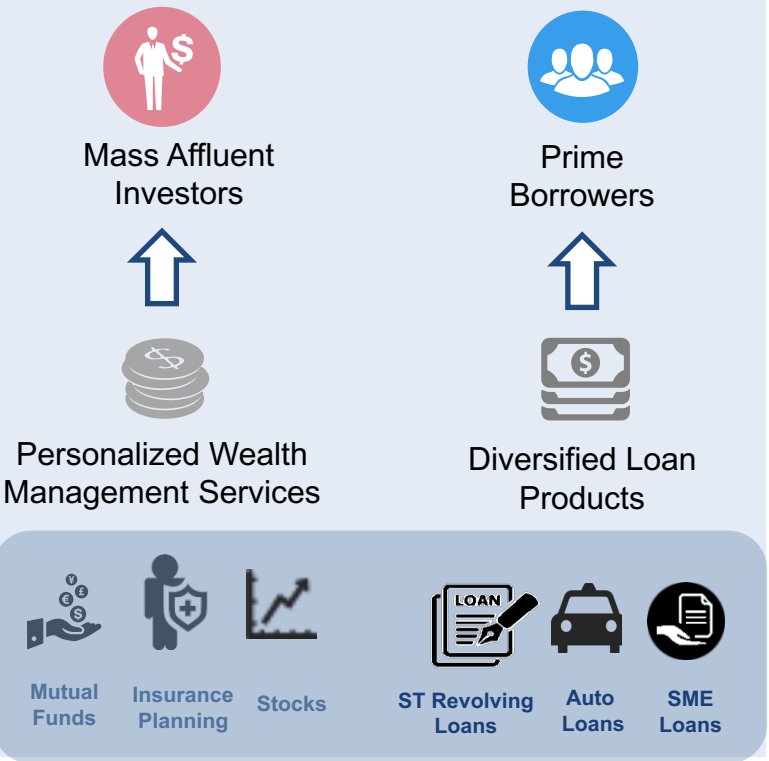 $
Mass Affluent
Investors
Prime
Borrowers
$
$
Personalized Wealth
Management Services
Diversified Loan
Products
¥
€ £
$
LOAN
Mutual
Funds
Insurance
Planning
Stocks
ST Revolving
Loans
Auto
Loans
SME
Loans